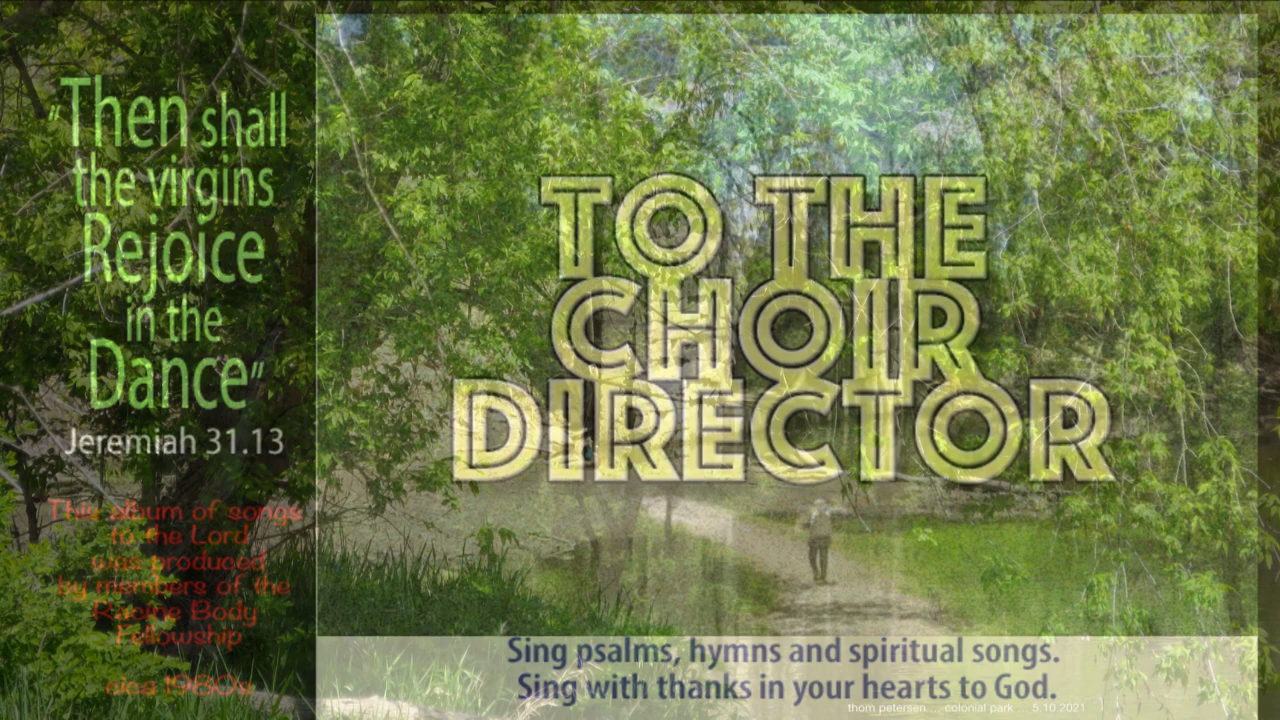 "Then shall
the virgins
Rejoice
in the
Dance"
Jeremiah 31.13
This album of songs
to the Lord
was produced
by members of the
Racine Body
Fellowship
1980s
TO THE
CHOIR
DIRECTOR
Sing psalms, hymns and spiritual songs.
Sing with thanks in your hearts to God.
thom petersen.... colonial park.... 5.10.2021